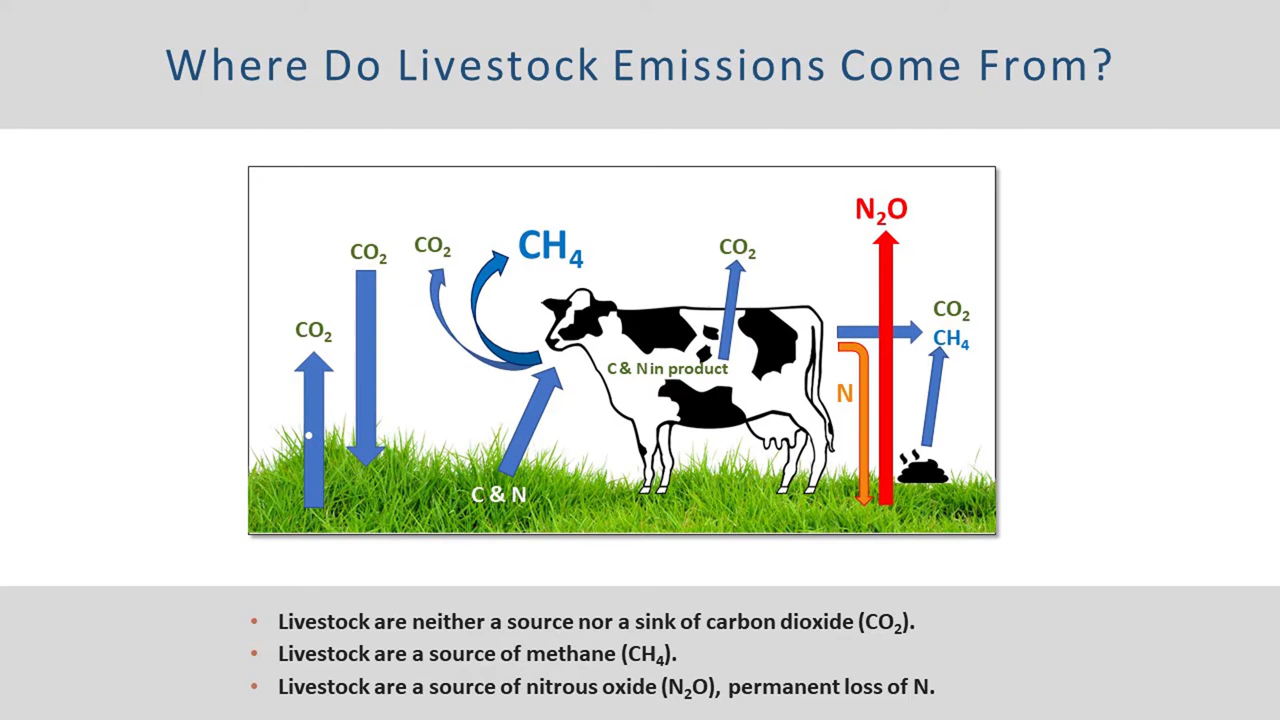 Where Do Livestock Emissions Come From?
N₂O
CO₂
CO₂
CH₄
CO₂
CO₂
CO₂
CH₄
C & N in product
N
C & N
• Livestock are neither a source nor a sink of carbon dioxide (CO₂).
• Livestock are a source of methane (CH₄).
• Livestock are a source of nitrous oxide (N₂O), permanent loss of N.